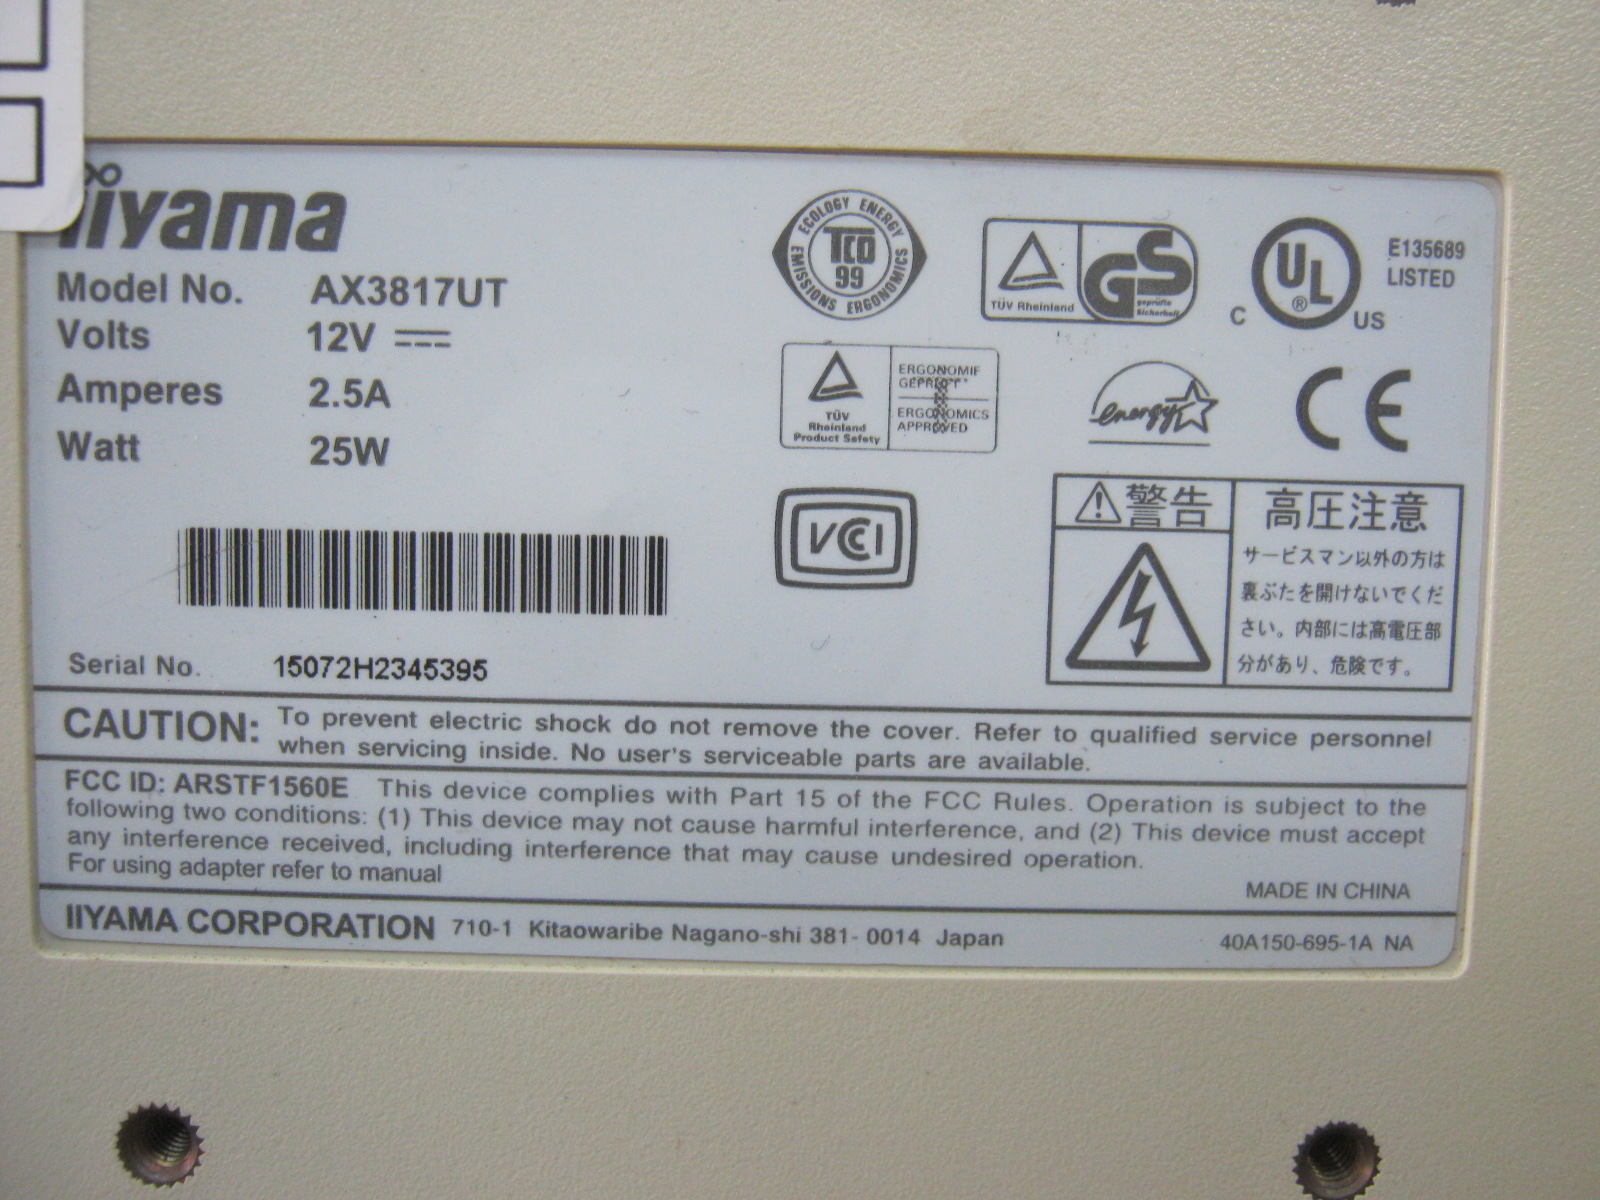 iiyama
Model No. AX3817UT
Volts 12V
Amperes 2.5A
Watt 25W
Serial No. 15072H2345395
ECOLOGY ENERGY
TCO
99
EMISSIONS ERGONOMICS
TÜV Rheinland
GS
geprüfte
Sicherheit
C UL ® US
E135689
LISTED
TÜV
Rheinland
Product Safety
ERGONOMIE
GEPRÜFT
ERGONOMICS
APPROVED
energy
CE
VCCI
警告
高圧注意
サービスマン以外の方は
裏ぶたを開けないでくだ
さい。内部には高電圧部
分があり、危険です。
CAUTION: To prevent electric shock do not remove the cover. Refer to qualified service personnel
when servicing inside. No user's serviceable parts are available.
FCC ID: ARSTF1560E This device complies with Part 15 of the FCC Rules. Operation is subject to the
following two conditions: (1) This device may not cause harmful interference, and (2) This device must accept
any interference received, including interference that may cause undesired operation.
For using adapter refer to manual
MADE IN CHINA
IIYAMA CORPORATION 710-1 Kitaowaribe Nagano-shi 381- 0014 Japan
40A150-695-1A NA